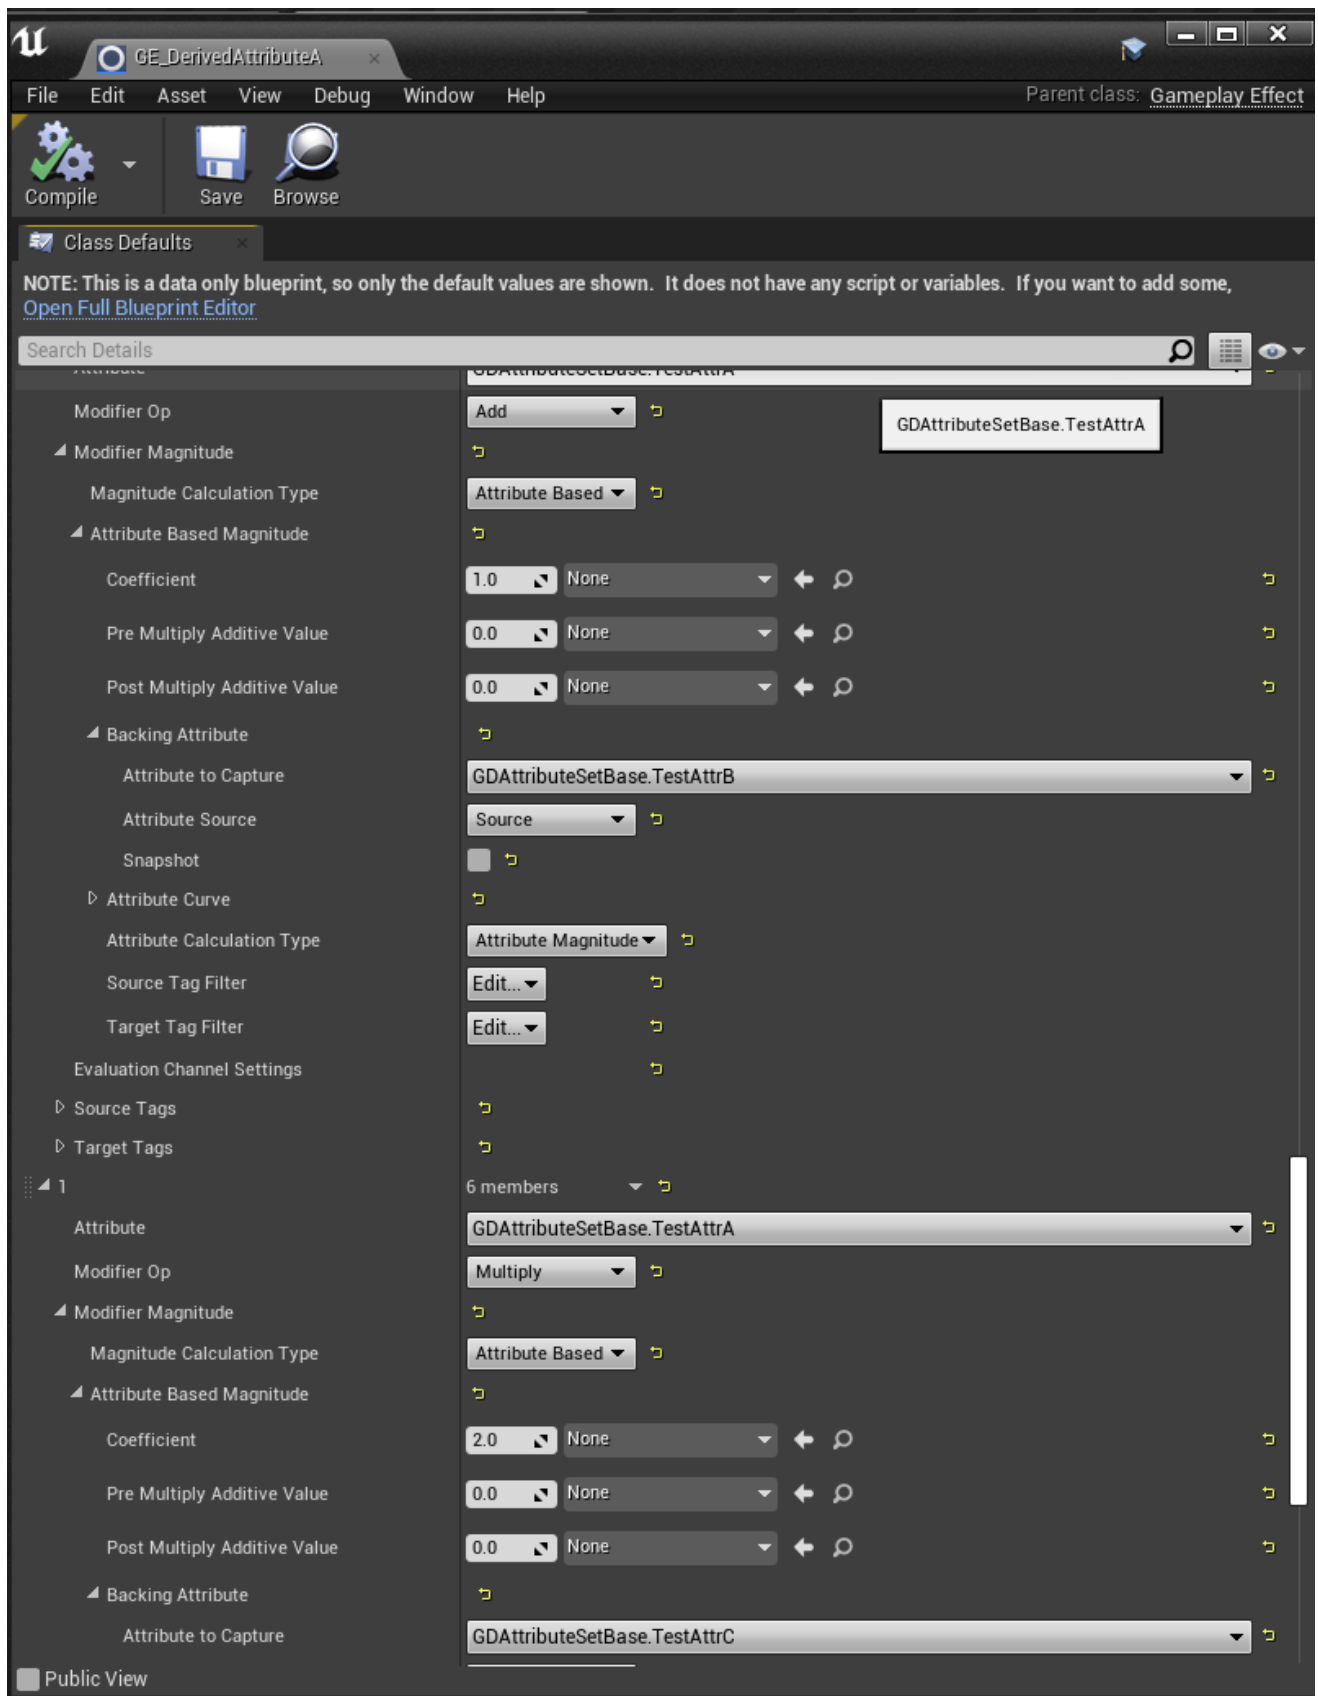 GE_DerivedAttributeA
File Edit Asset View Debug Window Help Parent class: Gameplay Effect
Compile Save Browse
Class Defaults
NOTE: This is a data only blueprint, so only the default values are shown. It does not have any script or variables. If you want to add some,
Open Full Blueprint Editor
Search Details
Attribute GDAttributeSetBase.TestAttrA
Modifier Op Add
GDAttributeSetBase.TestAttrA
Modifier Magnitude
Magnitude Calculation Type Attribute Based
Attribute Based Magnitude
Coefficient 1.0 None
Pre Multiply Additive Value 0.0 None
Post Multiply Additive Value 0.0 None
Backing Attribute
Attribute to Capture GDAttributeSetBase.TestAttrB
Attribute Source Source
Snapshot
Attribute Curve
Attribute Calculation Type Attribute Magnitude
Source Tag Filter Edit...
Target Tag Filter Edit...
Evaluation Channel Settings
Source Tags
Target Tags
1 6 members
Attribute GDAttributeSetBase.TestAttrA
Modifier Op Multiply
Modifier Magnitude
Magnitude Calculation Type Attribute Based
Attribute Based Magnitude
Coefficient 2.0 None
Pre Multiply Additive Value 0.0 None
Post Multiply Additive Value 0.0 None
Backing Attribute
Attribute to Capture GDAttributeSetBase.TestAttrC
Public View